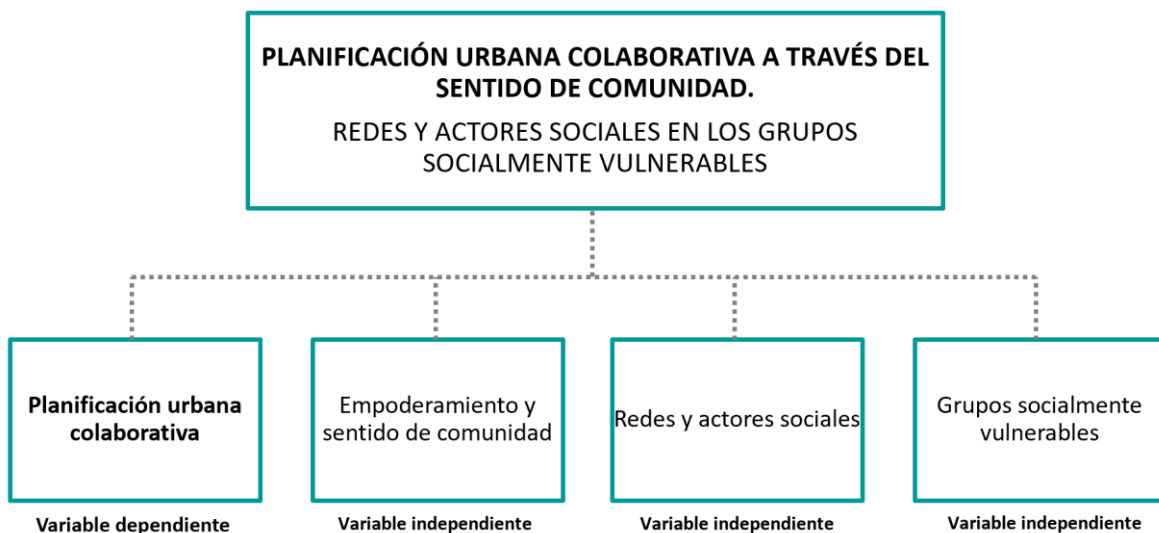 PLANIFICACIÓN URBANA COLABORATIVA A TRAVÉS DEL
SENTIDO DE COMUNIDAD.
REDES Y ACTORES SOCIALES EN LOS GRUPOS
SOCIALMENTE VULNERABLES
Planificación urbana
colaborativa
Variable dependiente
Empoderamiento y
sentido de comunidad
Variable independiente
Redes y actores sociales
Variable independiente
Grupos socialmente
vulnerables
Variable independiente